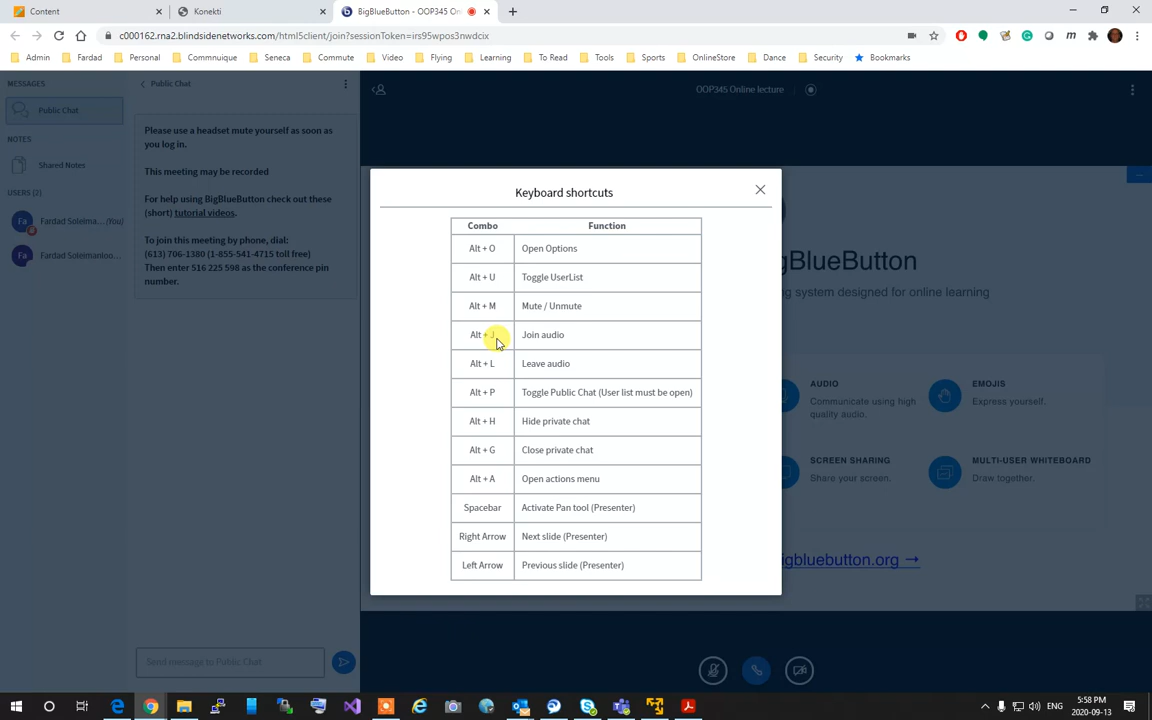 Content
Konekti
BigBlueButton - OOP345 On
c000162.rna2.blindsidenetworks.com/html5client/join?sessionToken=irs95wpos3nwdcix
Admin
Fardad
Personal
Commnuique
Seneca
Commute
Video
Flying
Learning
To Read
Tools
Sports
OnlineStore
Dance
Security
Bookmarks
MESSAGES
Public Chat
NOTES
Shared Notes
USERS (2)
Fa
Fardad Soleima... (You)
Fa
Fardad Soleimanloo...
Public Chat
Please use a headset mute yourself as soon as
you log in.
This meeting may be recorded
For help using BigBlueButton check out these
(short) tutorial videos.
To join this meeting by phone, dial:
(613) 706-1380 (1-855-541-4715 toll free)
Then enter 516 225 598 as the conference pin
number.
Send message to Public Chat
OOP345 Online lecture
Keyboard shortcuts
Combo Function
Alt + O Open Options
Alt + U Toggle UserList
Alt + M Mute / Unmute
Alt + J Join audio
Alt + L Leave audio
Alt + P Toggle Public Chat (User list must be open)
Alt + H Hide private chat
Alt + G Close private chat
Alt + A Open actions menu
Spacebar Activate Pan tool (Presenter)
Right Arrow Next slide (Presenter)
Left Arrow Previous slide (Presenter)
gBlueButton
g system designed for online learning
AUDIO
Communicate using high
quality audio.
EMOJIS
Express yourself.
SCREEN SHARING
Share your screen.
MULTI-USER WHITEBOARD
Draw together.
igbluebutton.org →
ENG
5:58 PM
2020-09-13